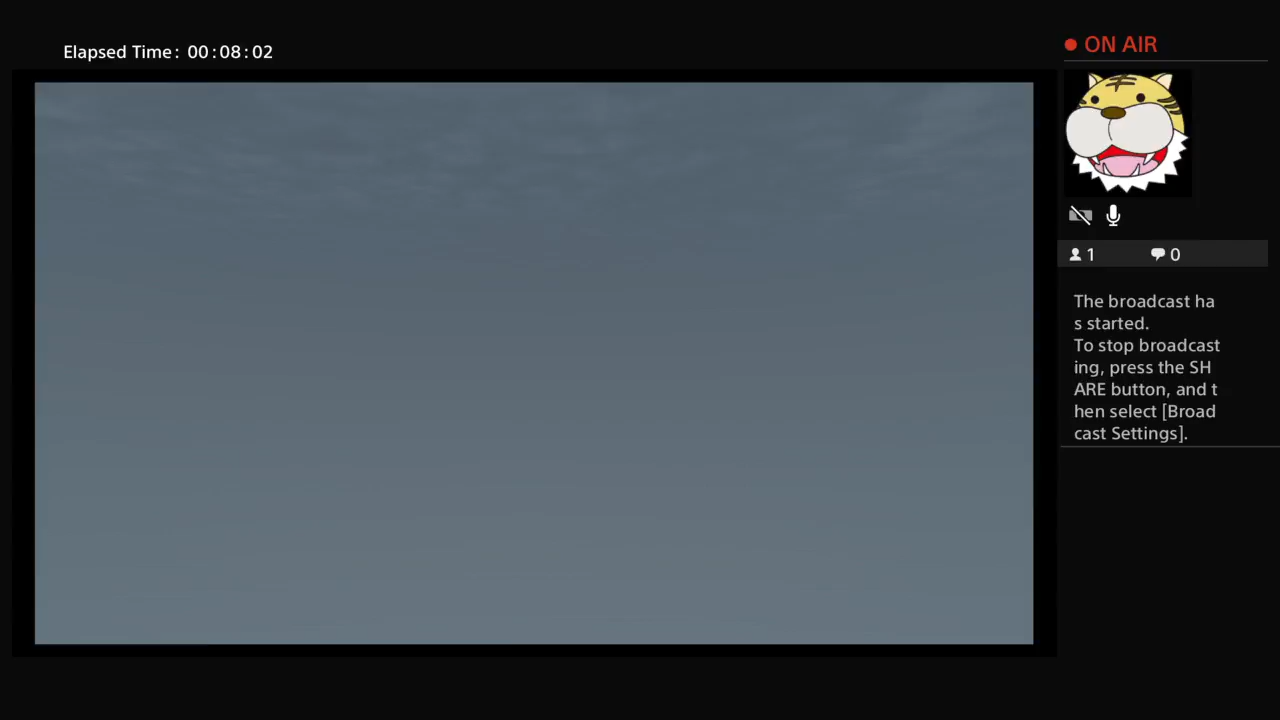 Elapsed Time: 00:08:02
ON AIR
1
0
The broadcast ha
s started.
To stop broadcast
ing, press the SH
ARE button, and t
hen select [Broad
cast Settings].